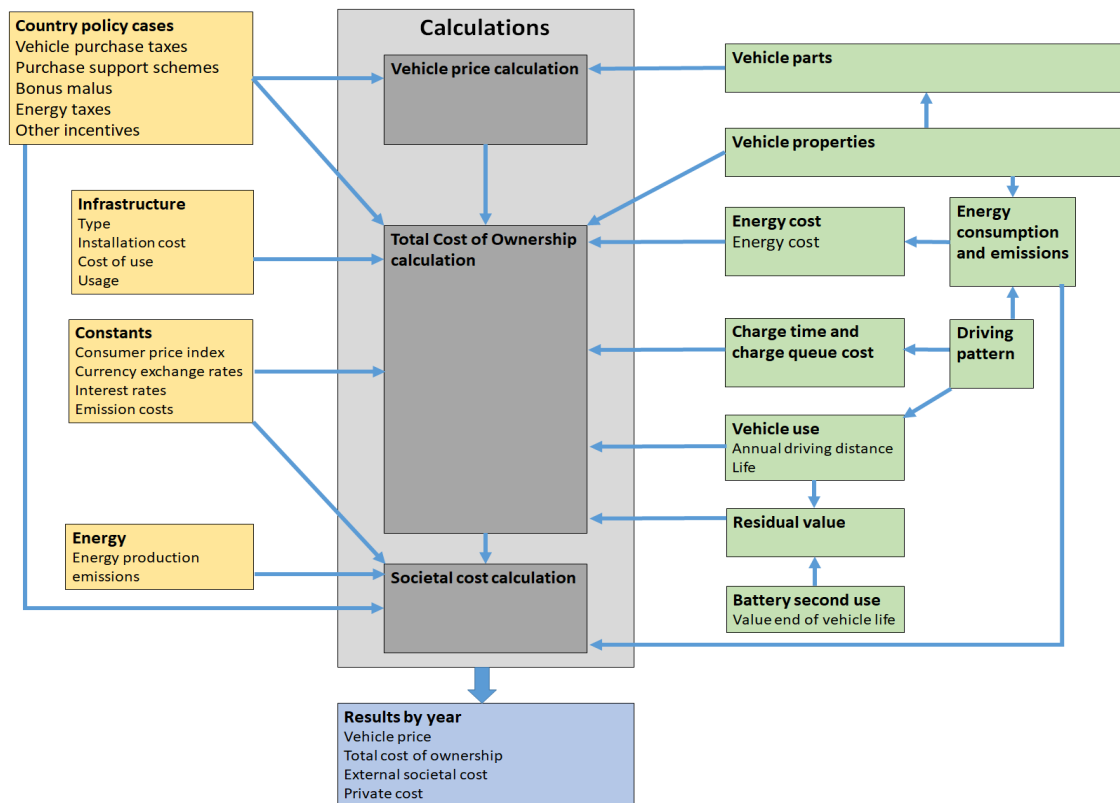 Country policy cases
Vehicle purchase taxes
Purchase support schemes
Bonus malus
Energy taxes
Other incentives
Infrastructure
Type
Installation cost
Cost of use
Usage
Constants
Consumer price index
Currency exchange rates
Interest rates
Emission costs
Energy
Energy production
emissions
Calculations
Vehicle price calculation
Total Cost of Ownership
calculation
Societal cost calculation
Results by year
Vehicle price
Total cost of ownership
External societal cost
Private cost
Vehicle parts
Vehicle properties
Energy cost
Energy cost
Energy
consumption
and emissions
Charge time and
charge queue cost
Driving
pattern
Vehicle use
Annual driving distance
Life
Residual value
Battery second use
Value end of vehicle life